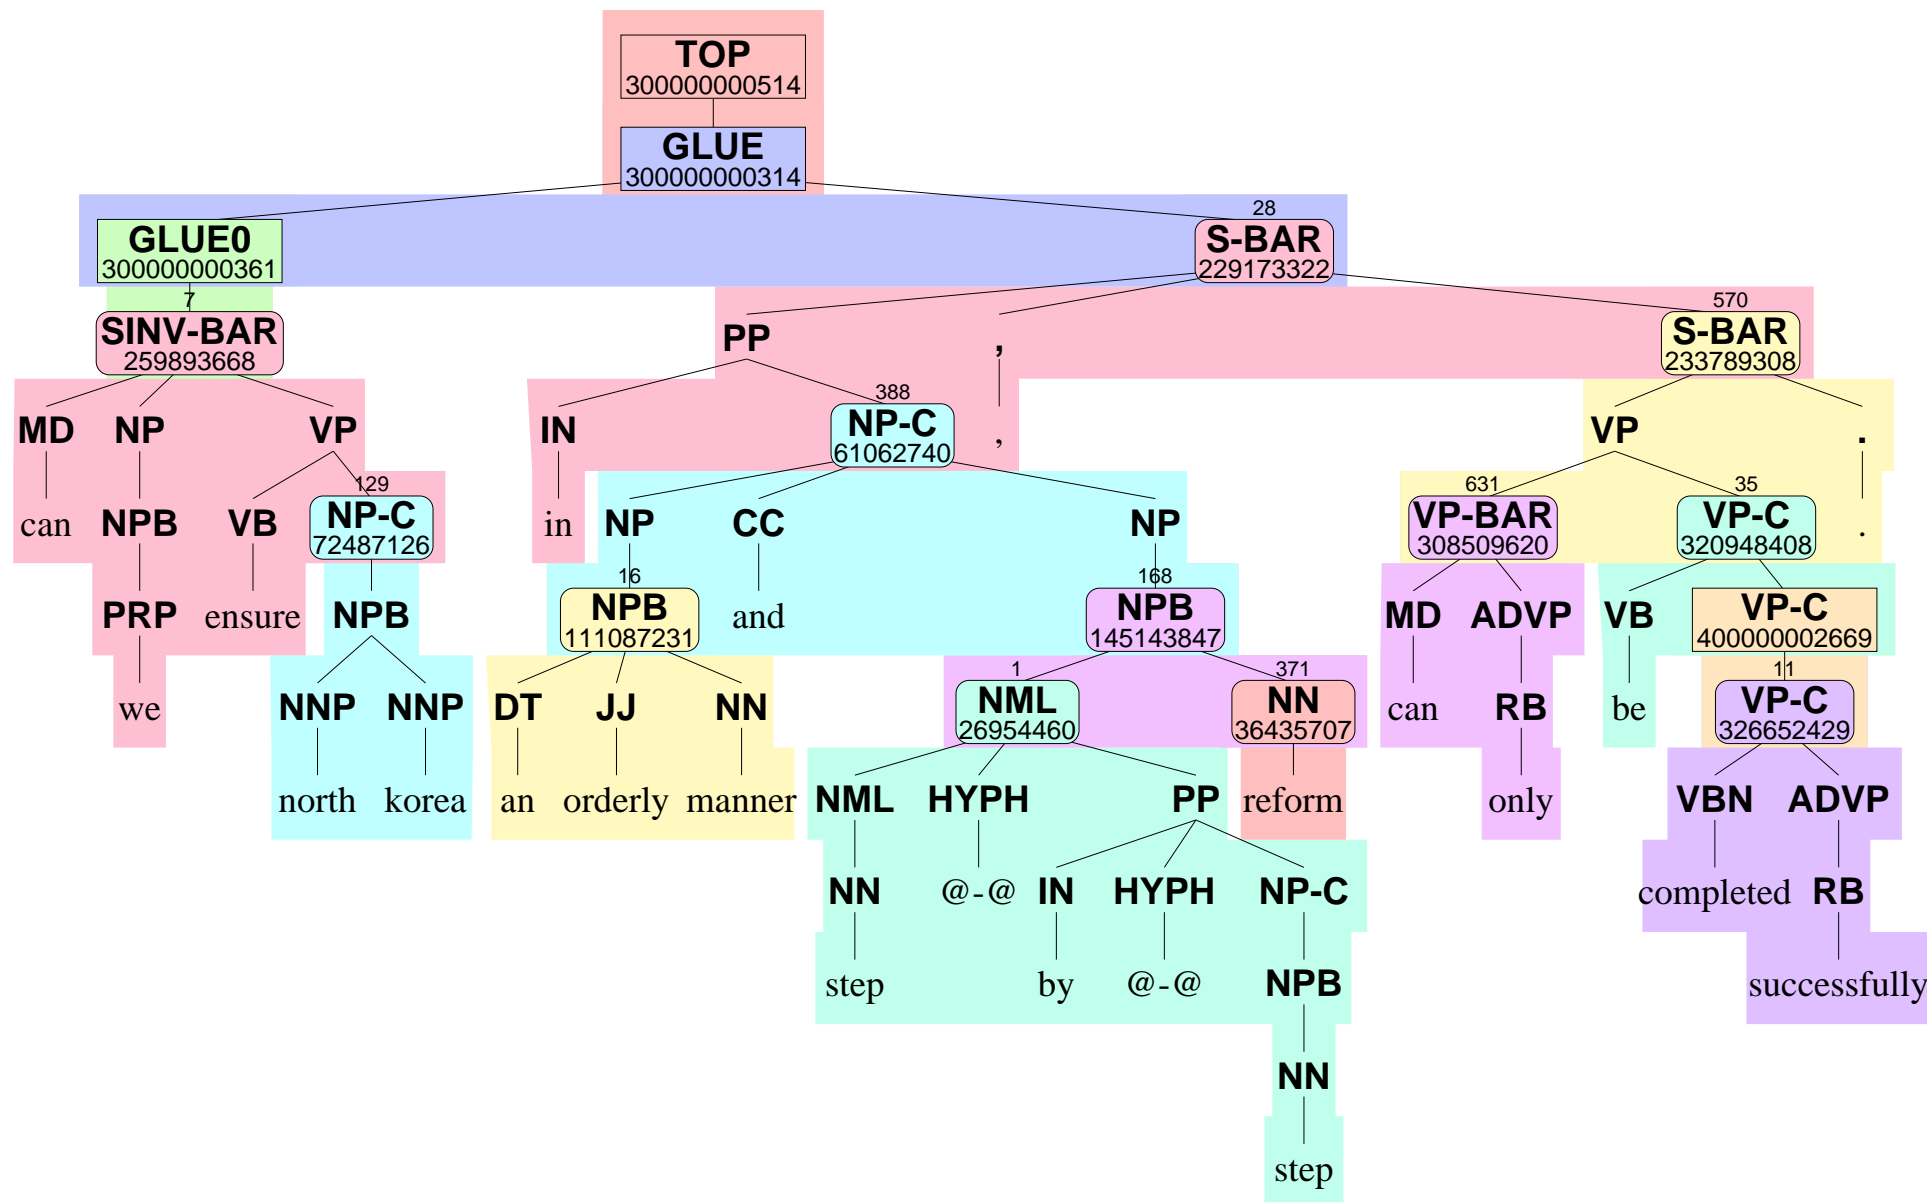 TOP
300000000514
GLUE
300000000314
28
GLUE0 S-BAR
300000000361 229173322
7 570
SINV-BAR PP , S-BAR
259893668 233789308
388
MD NP VP IN NP-C , VP .
61062740
129 631 35
can NPB VB NP-C in NP CC NP VP-BAR VP-C .
72487126 308509620 320948408
16 168
PRP ensure NPB NPB and NPB MD ADVP VB VP-C
111087231 145143847 400000002669
1 371 11
we NNP NNP DT JJ NN NML NN can RB be VP-C
26954460 36435707 326652429
north korea an orderly manner NML HYPH PP reform only VBN ADVP
NN @-@ IN HYPH NP-C completed RB
step by @-@ NPB successfully
NN
step